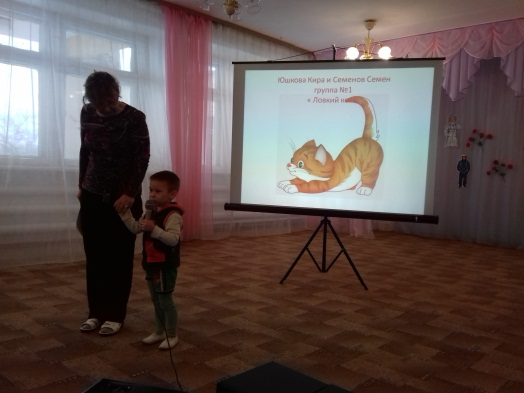 Юшкова Кира и Семенов Семен
группа №1
« Ловкий